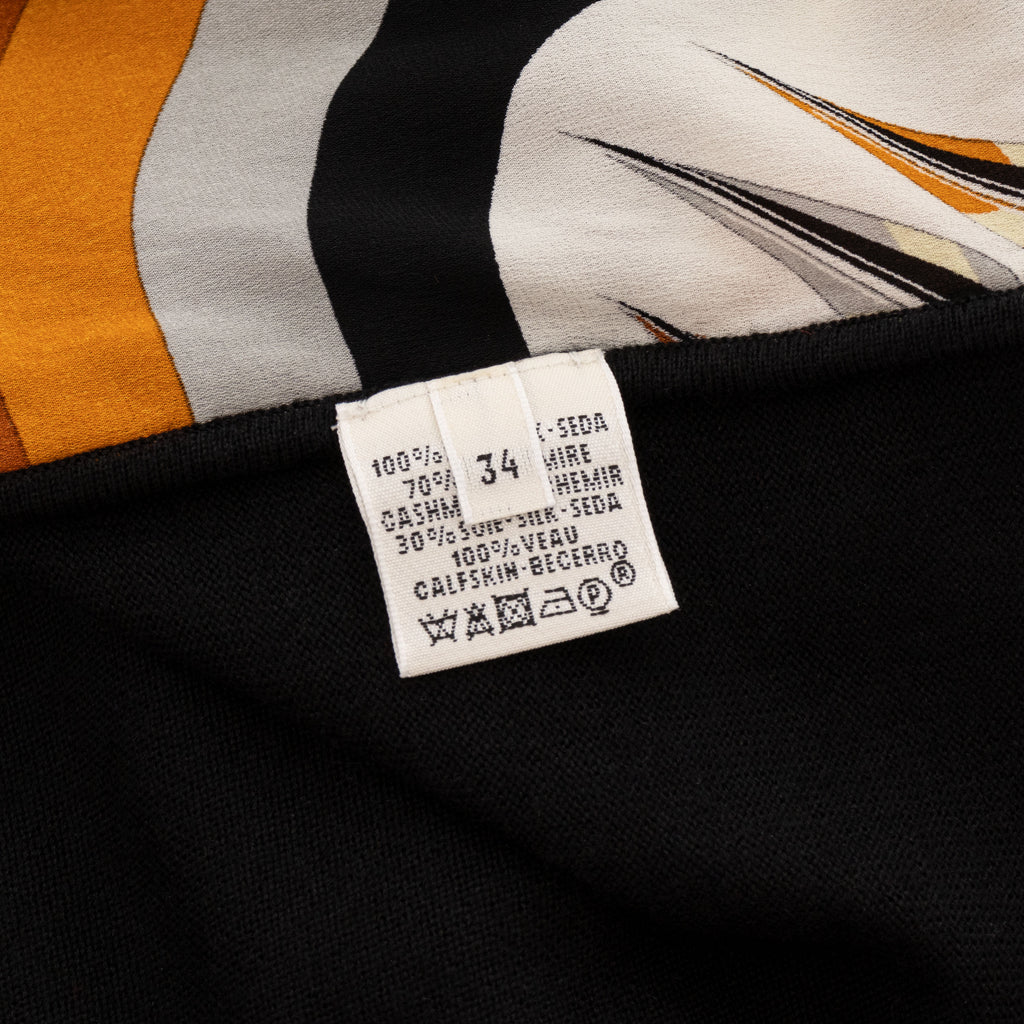 100% K-SEDA
70% MIRE
CASHM HEMIR
34
30% SOIE-SILK-SEDA
100% VEAU
CALFSKIN-BECERRO
P ®